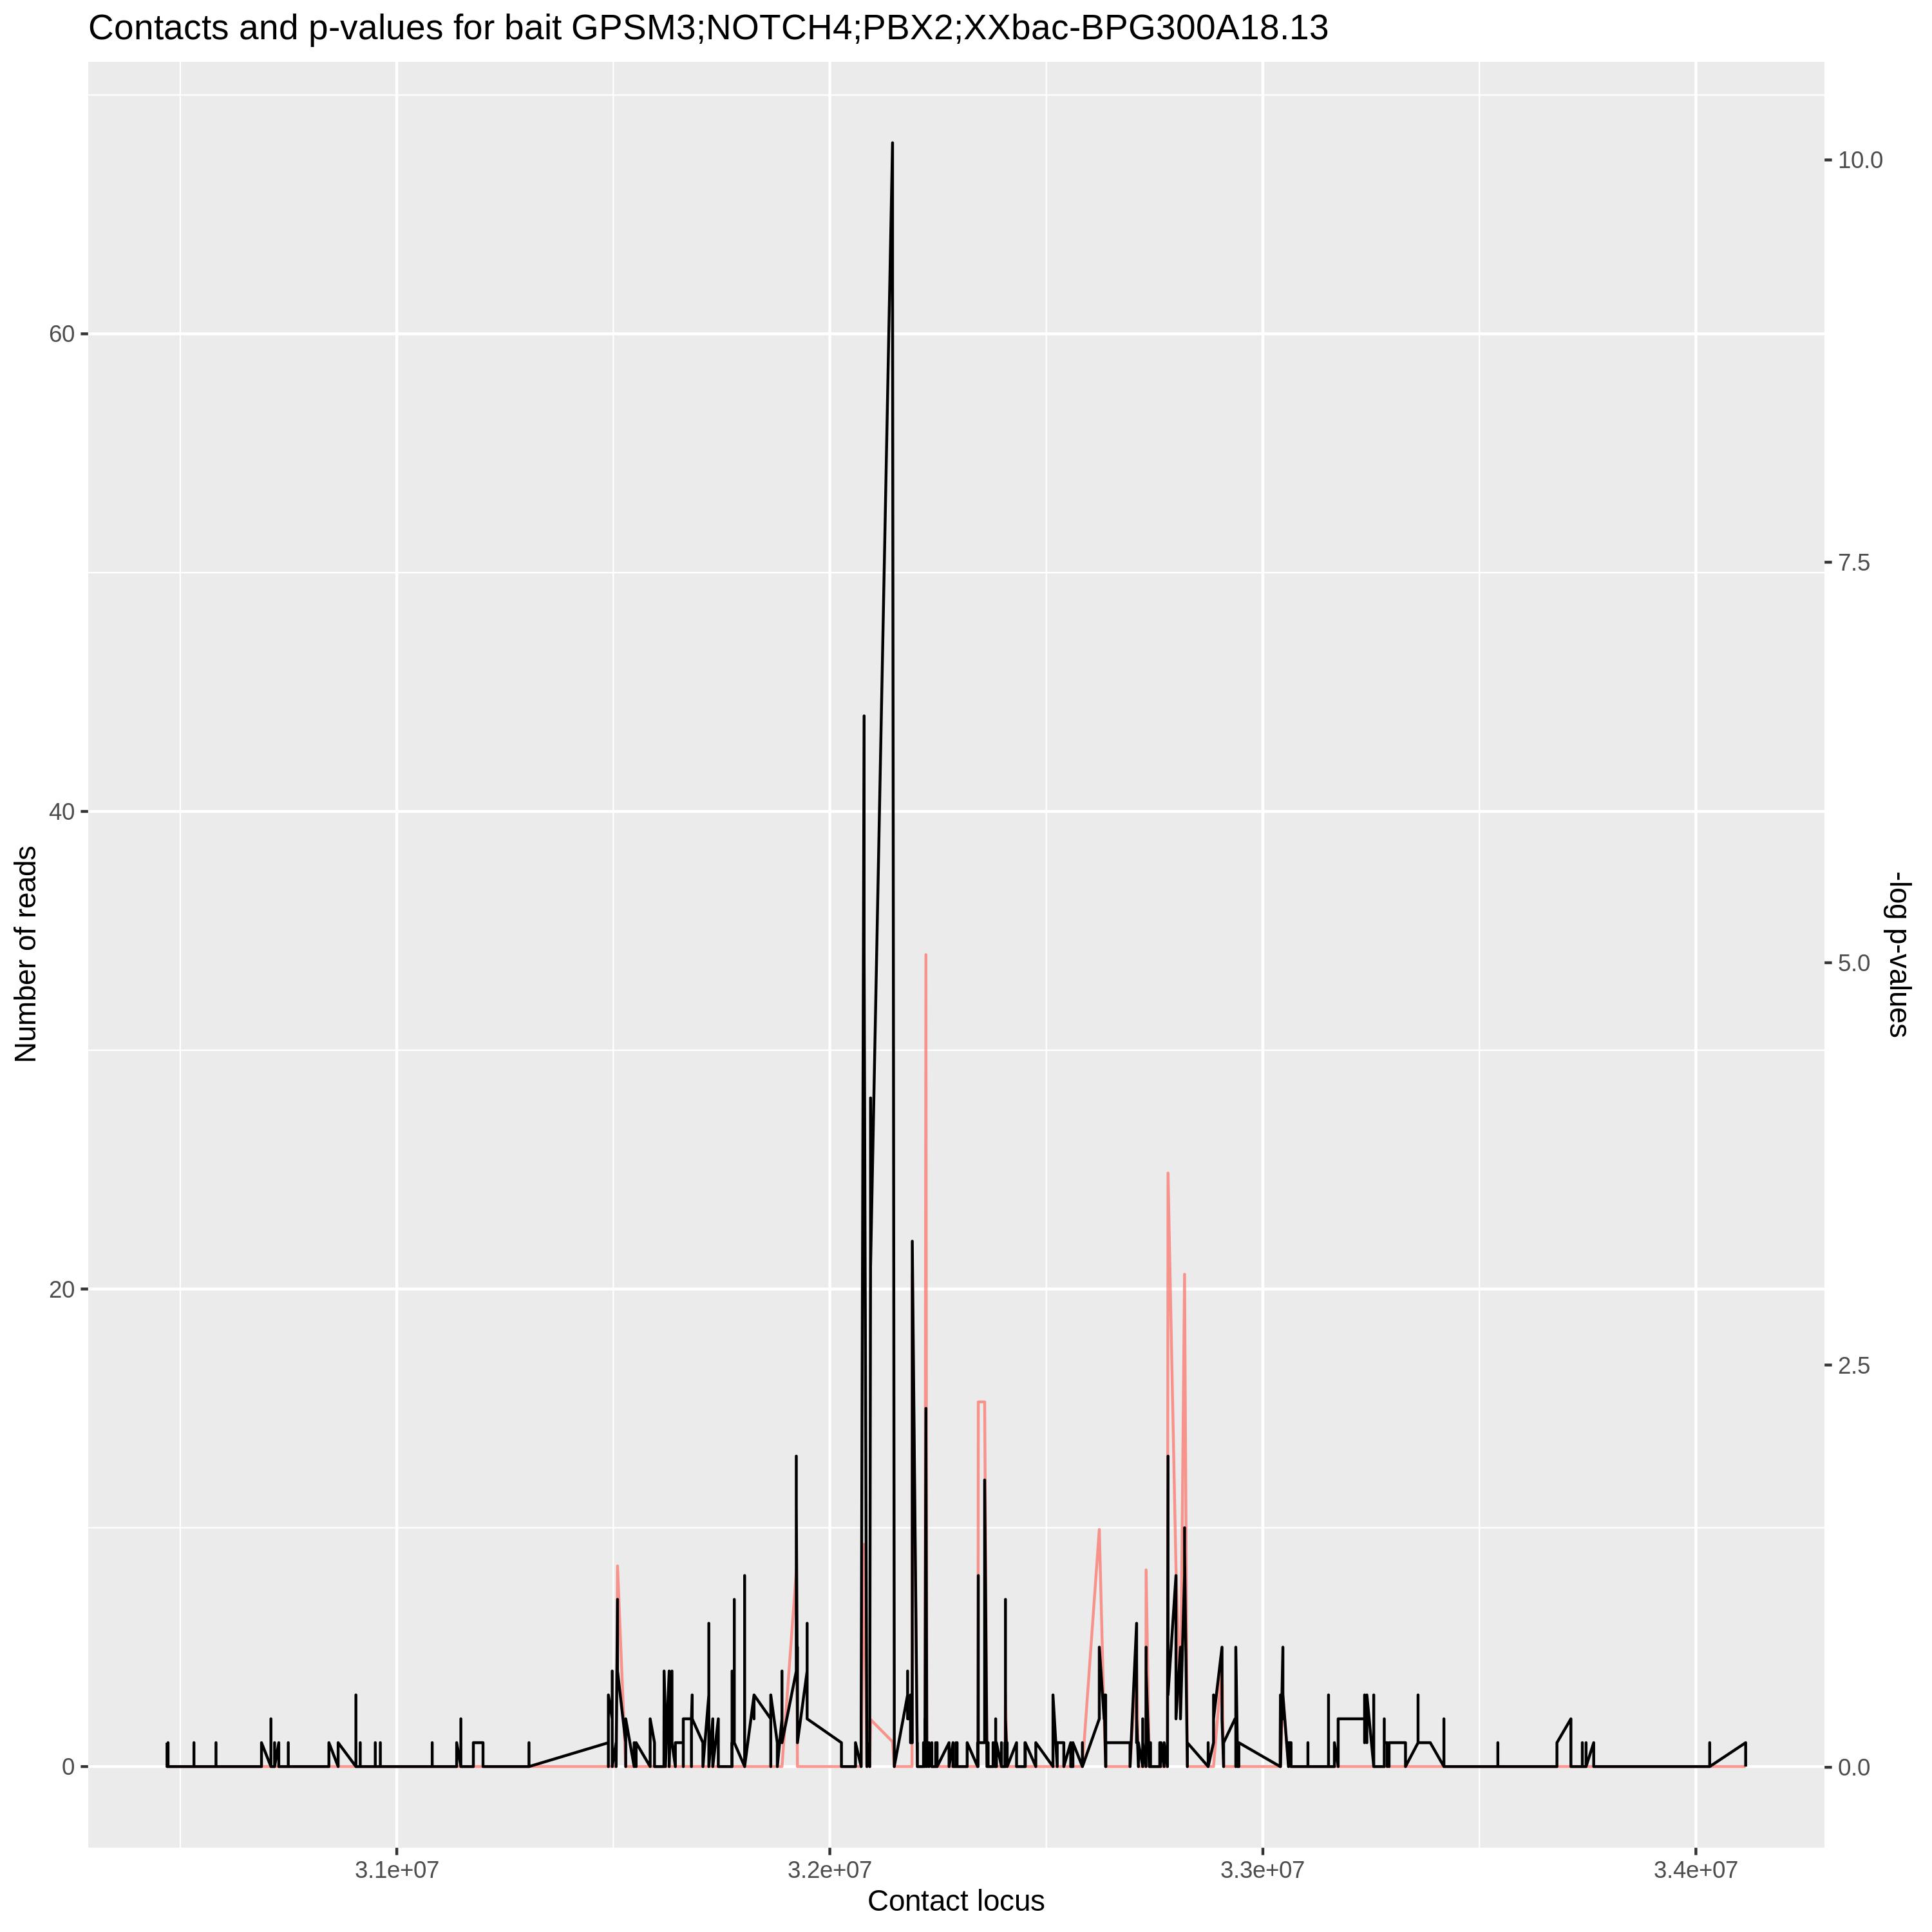 Contacts and p-values for bait GPSM3;NOTCH4;PBX2;XXbac-BPG300A18.13
Number of reads
60
40
20
0
10.0
7.5
5.0
2.5
0.0
-log p-values
3.1e+07
3.2e+07
3.3e+07
3.4e+07
Contact locus